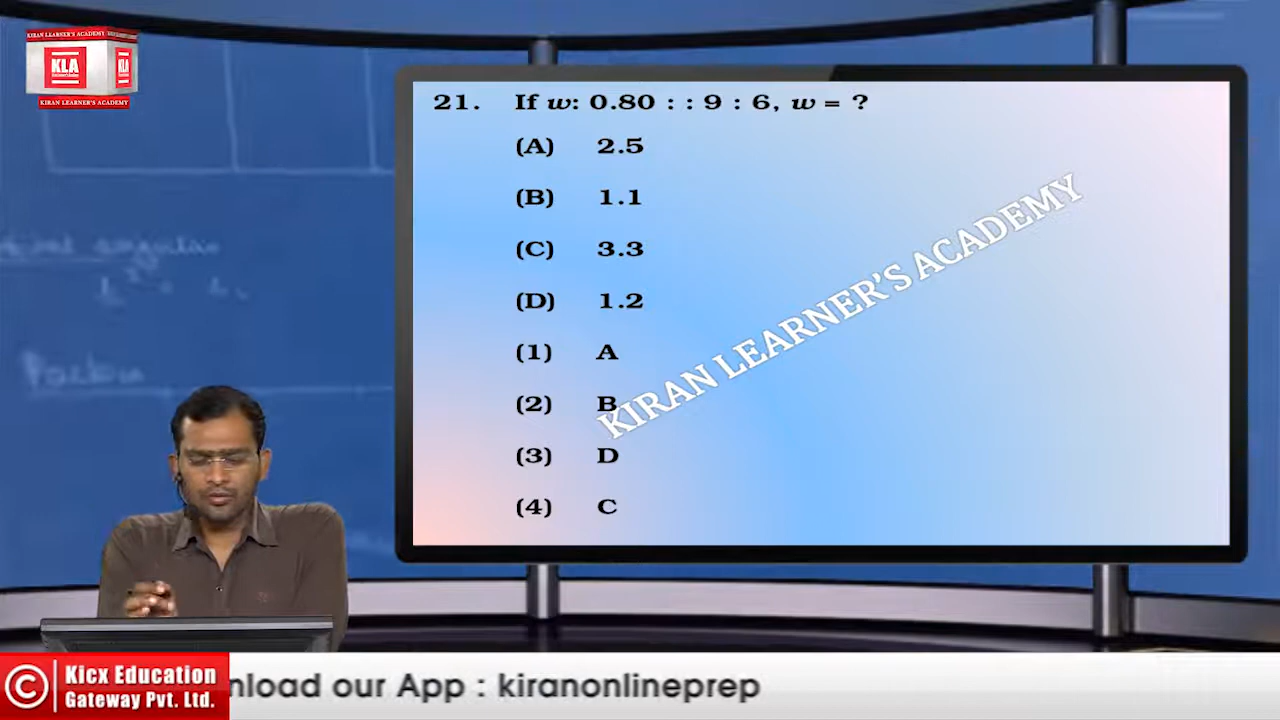 KIRAN LEARNER'S ACADEMY
KLA
KLA
KIRAN LEARNER'S ACADEMY
21. If w: 0.80 : : 9 : 6, w = ?
(A) 2.5
(B) 1.1
(C) 3.3
(D) 1.2
(1) A
(2) B
(3) D
(4) C
KIRAN LEARNER'S ACADEMY
© Kicx Education
Gateway Pvt. Ltd.
nload our App : kiranonlineprep